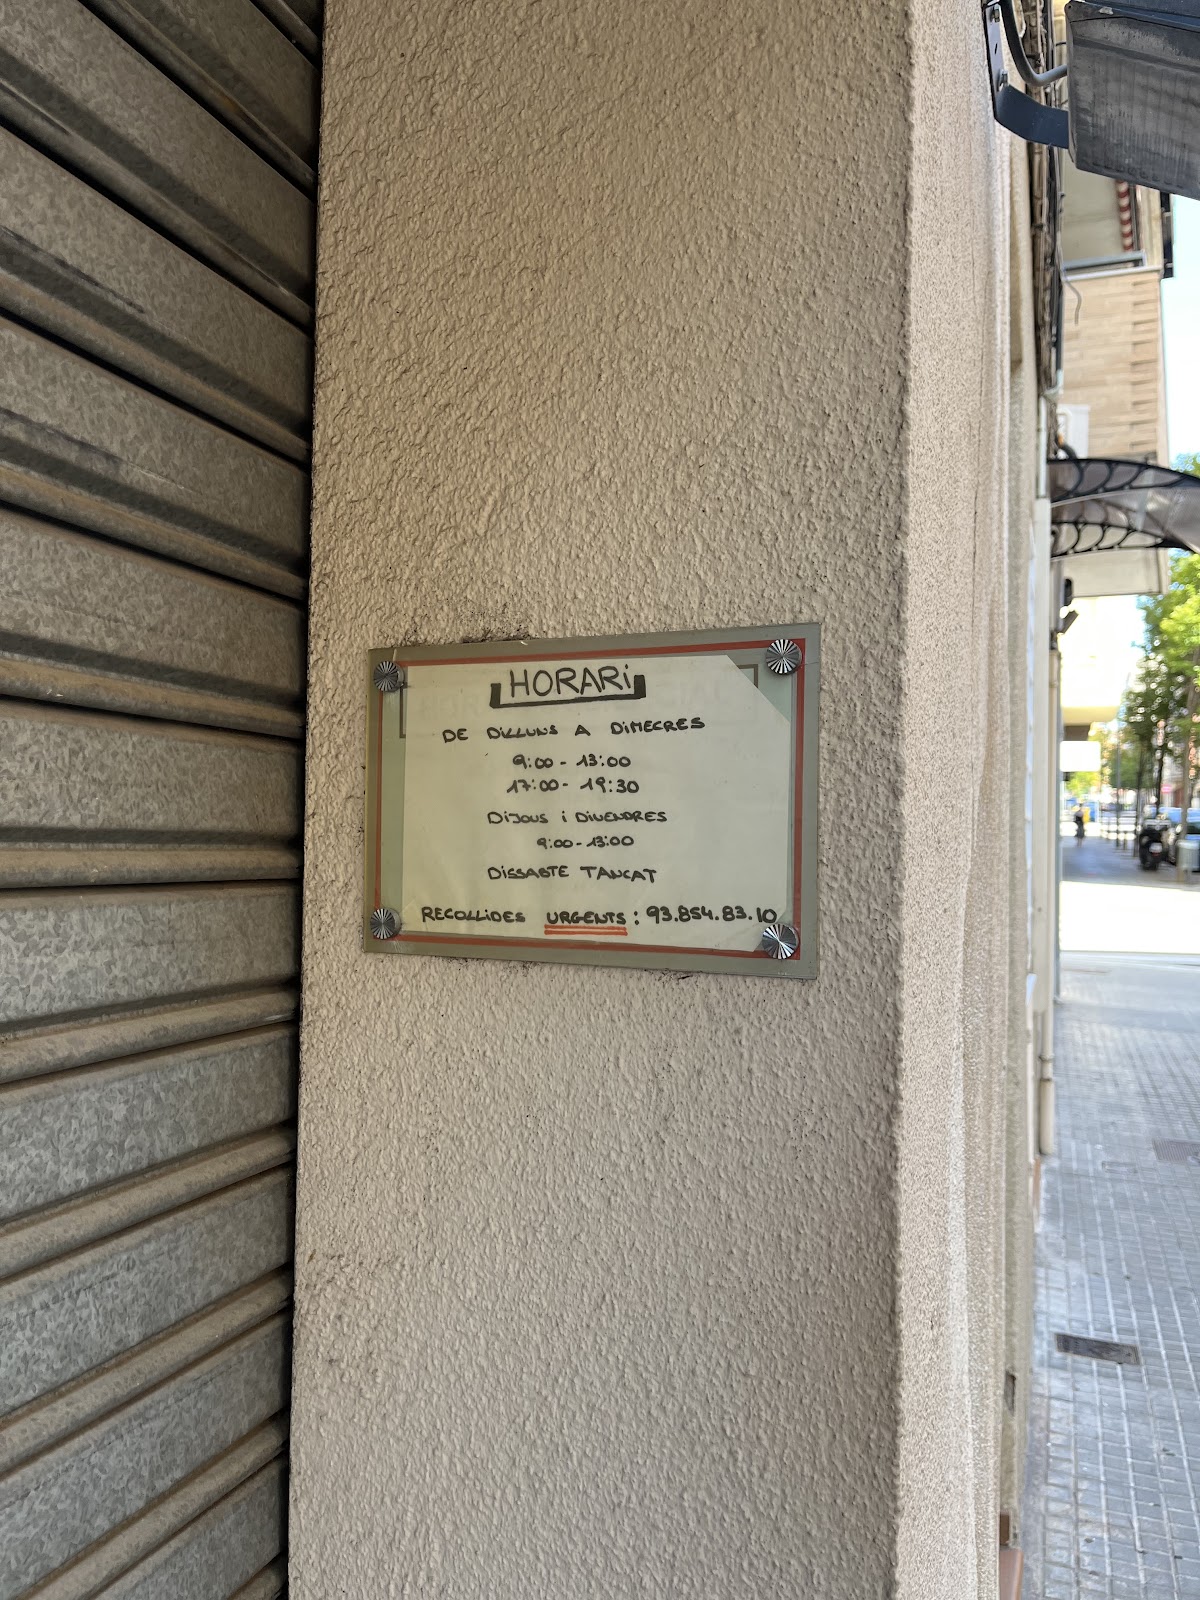 HORARi
DE DiLLUNS A DiMECRES
9:00 - 13:00
17:00 - 19:30
DiJOUS i DiVENDRES
9:00 - 13:00
DiSSABTE TANCAT
RECOLLiDES URGENTS: 93.854.83.10